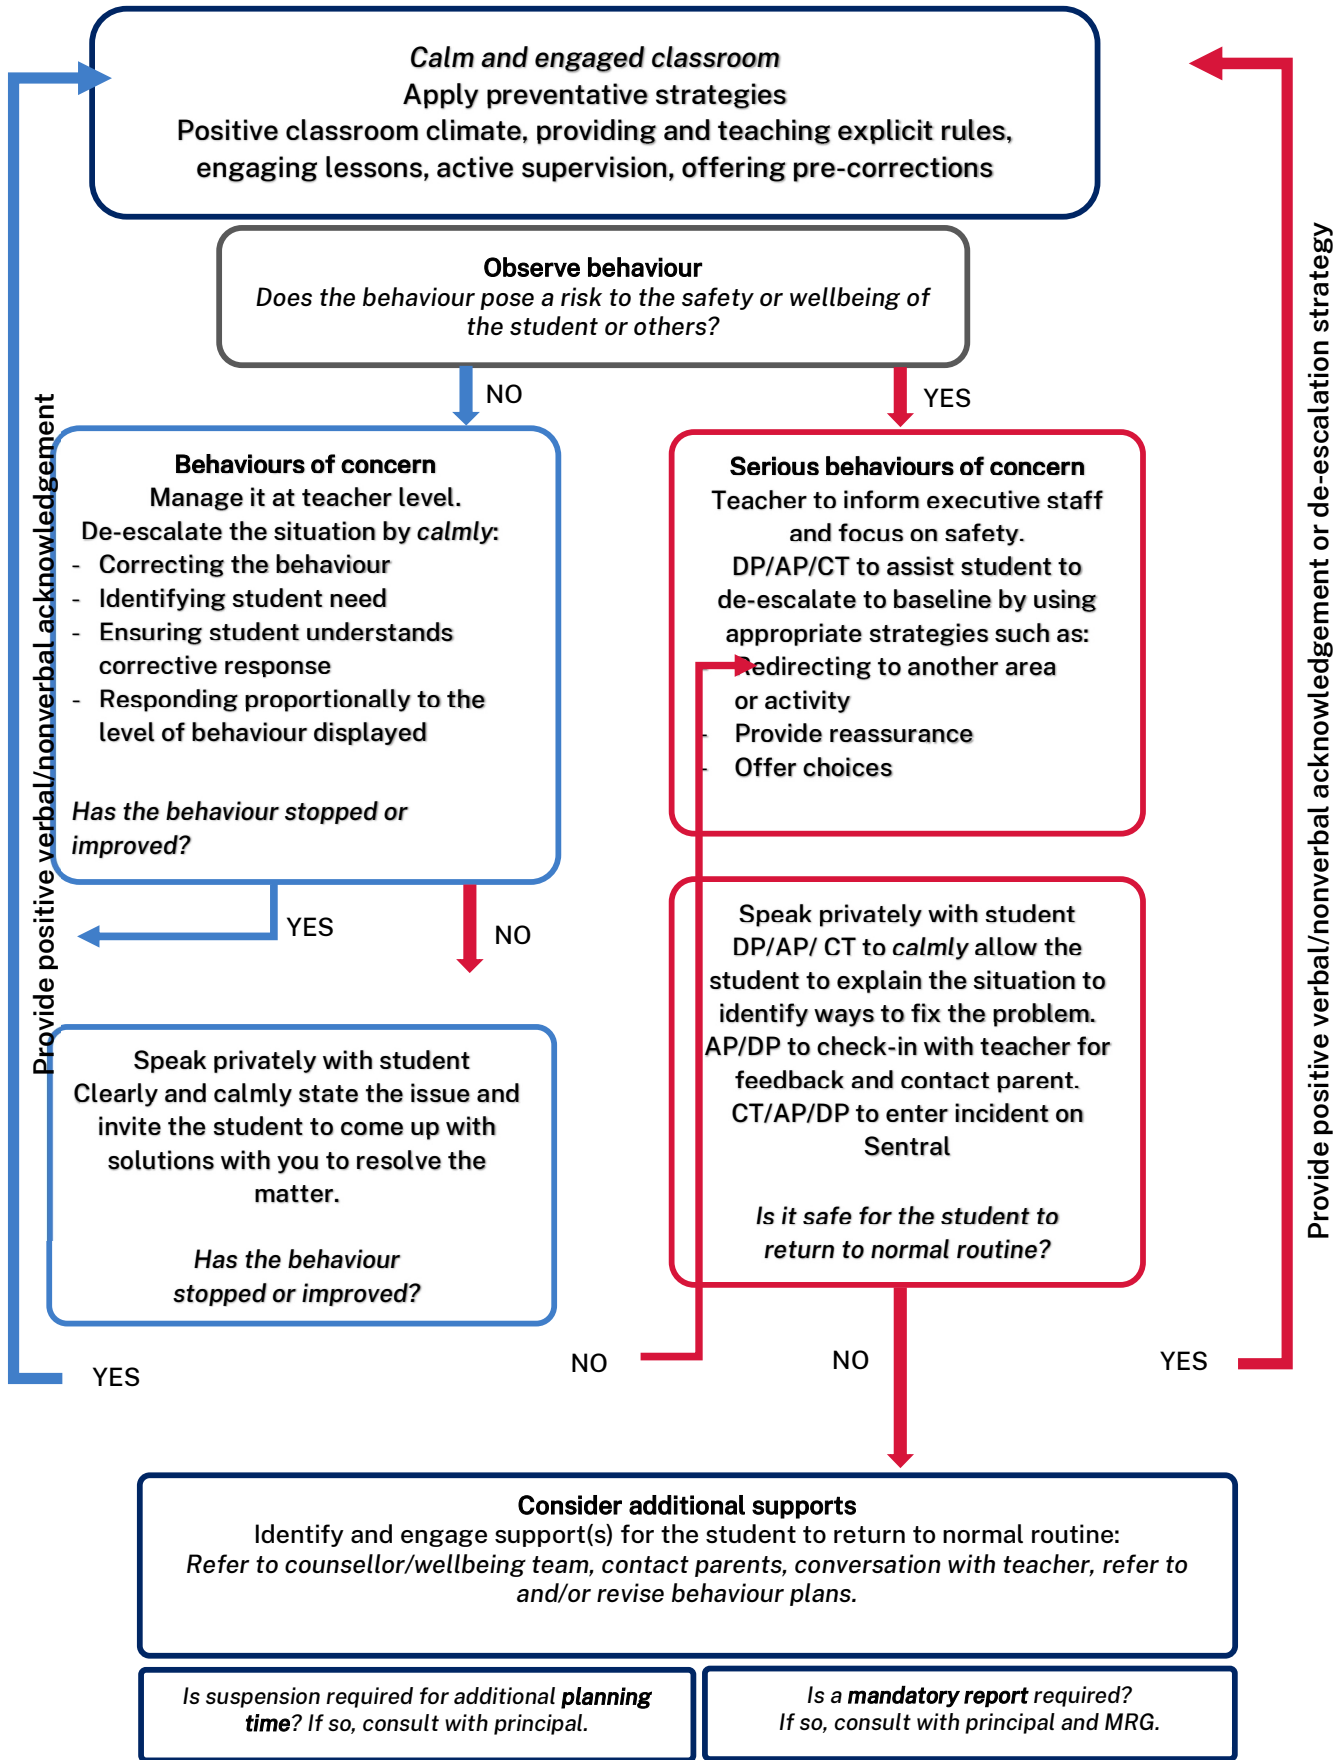 Calm and engaged classroom
Apply preventative strategies
Positive classroom climate, providing and teaching explicit rules,
engaging lessons, active supervision, offering pre-corrections
Observe behaviour
Does the behaviour pose a risk to the safety or wellbeing of
the student or others?
NO
YES
Provide positive verbal/nonverbal acknowledgement
Behaviours of concern
Manage it at teacher level.
De-escalate the situation by calmly:
- Correcting the behaviour
- Identifying student need
- Ensuring student understands
corrective response
- Responding proportionally to the
level of behaviour displayed
Has the behaviour stopped or
improved?
YES
NO
Speak privately with student
Clearly and calmly state the issue and
invite the student to come up with
solutions with you to resolve the
matter.
Has the behaviour
stopped or improved?
YES
NO
Serious behaviours of concern
Teacher to inform executive staff
and focus on safety.
DP/AP/CT to assist student to
de-escalate to baseline by using
appropriate strategies such as:
Redirecting to another area
or activity
- Provide reassurance
- Offer choices
Speak privately with student
DP/AP/ CT to calmly allow the
student to explain the situation to
identify ways to fix the problem.
AP/DP to check-in with teacher for
feedback and contact parent.
CT/AP/DP to enter incident on
Sentral
Is it safe for the student to
return to normal routine?
NO
YES
Provide positive verbal/nonverbal acknowledgement or de-escalation strategy
Consider additional supports
Identify and engage support(s) for the student to return to normal routine:
Refer to counsellor/wellbeing team, contact parents, conversation with teacher, refer to
and/or revise behaviour plans.
Is suspension required for additional planning
time? If so, consult with principal.
Is a mandatory report required?
If so, consult with principal and MRG.